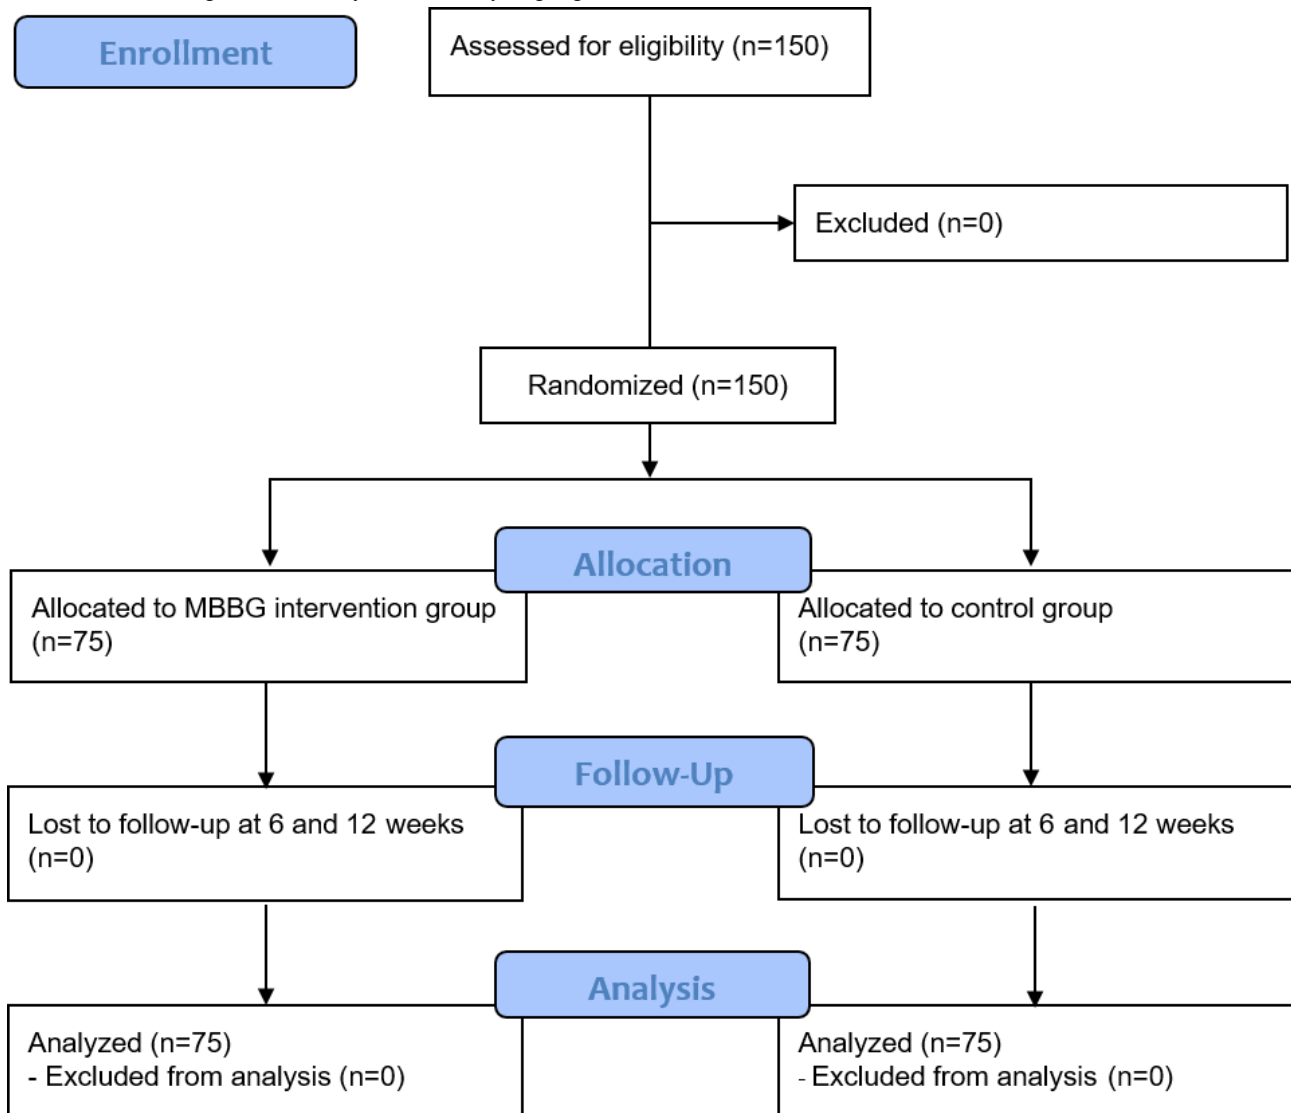 Enrollment
Assessed for eligibility (n=150)
Excluded (n=0)
Randomized (n=150)
Allocation
Allocated to MBBG intervention group
(n=75)
Allocated to control group
(n=75)
Follow-Up
Lost to follow-up at 6 and 12 weeks
(n=0)
Lost to follow-up at 6 and 12 weeks
(n=0)
Analysis
Analyzed (n=75)
- Excluded from analysis (n=0)
Analyzed (n=75)
- Excluded from analysis (n=0)